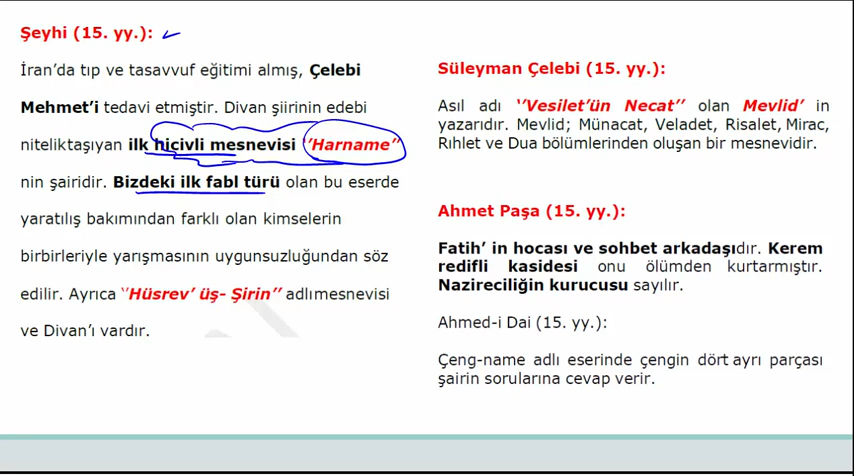 Şeyhi (15. yy.):
İran'da tıp ve tasavvuf eğitimi almış, Çelebi
Mehmet'i tedavi etmiştir. Divan şiirinin edebi
niteliktaşıyan ilk hicivli mesnevisi ‘'Harname’'
nin şairidir. Bizdeki ilk fabl türü olan bu eserde
yaratılış bakımından farklı olan kimselerin
birbirleriyle yarışmasının uygunsuzluğundan söz
edilir. Ayrıca ‘'Hüsrev’ üş- Şirin’' adlımesnevisi
ve Divan’ı vardır.
Süleyman Çelebi (15. yy.):
Asıl adı ‘'Vesilet’ün Necat’' olan Mevlid’ in
yazarıdır. Mevlid; Münacat, Veladet, Risalet, Mirac,
Rıhlet ve Dua bölümlerinden oluşan bir mesnevidir.
Ahmet Paşa (15. yy.):
Fatih’ in hocası ve sohbet arkadaşıdır. Kerem
redifli kasidesi onu ölümden kurtarmıştır.
Nazireciliğin kurucusu sayılır.
Ahmed-i Dai (15. yy.):
Çeng-name adlı eserinde çengin dört ayrı parçası
şairin sorularına cevap verir.